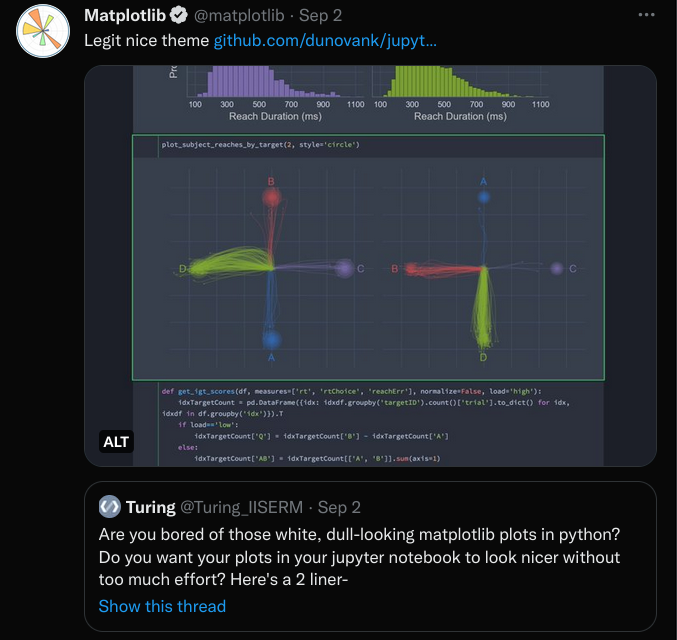 Matplotlib @matplotlib · Sep 2
Legit nice theme github.com/dunovank/jupyt…
100 300 500 700 900 1100 100 300 500 700 900 1100
Reach Duration (ms) Reach Duration (ms)
plot_subject_reaches_by_target(2, style='circle')
B A
D C B C
A D
def get_igt_scores(df, measures=['rt', 'rtChoice', 'reachErr'], normalize=False, load='high'):
idxTargetCount = pd.DataFrame({idx: idxdf.groupby('targetID').count()['trial'].to_dict() for idx,
idxdf in df.groupby('idx')}).T
if load=='low':
idxTargetCount['Q'] = idxTargetCount['B'] - idxTargetCount['A']
else:
idxTargetCount['AB'] = idxTargetCount[['A', 'B']].sum(axis=1)
ALT
Turing @Turing_IISERM · Sep 2
Are you bored of those white, dull-looking matplotlib plots in python?
Do you want your plots in your jupyter notebook to look nicer without
too much effort? Here's a 2 liner-
Show this thread